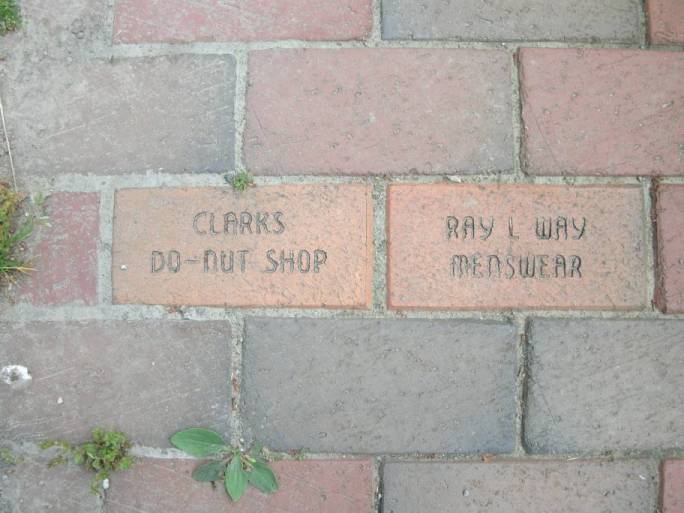 CLARKS
DO-NUT SHOP
RAY L WAY
MENSWEAR